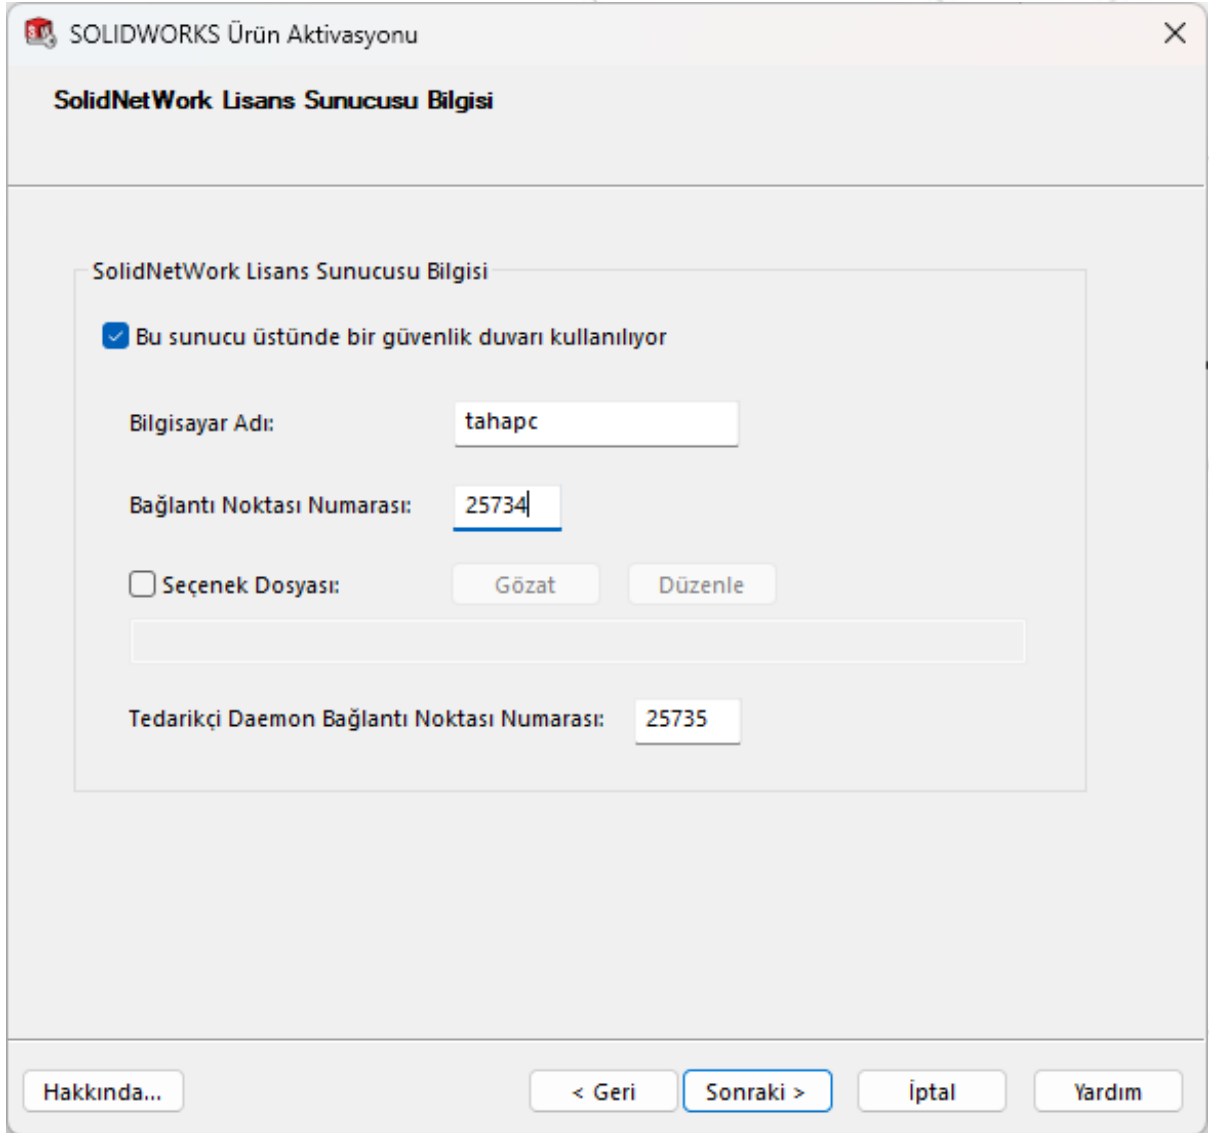 SOLIDWORKS Ürün Aktivasyonu
SolidNetWork Lisans Sunucusu Bilgisi
SolidNetWork Lisans Sunucusu Bilgisi
Bu sunucu üstünde bir güvenlik duvarı kullanılıyor
Bilgisayar Adı: tahapc
Bağlantı Noktası Numarası: 25734
Seçenek Dosyası: Gözat Düzenle
Tedarikçi Daemon Bağlantı Noktası Numarası: 25735
Hakkında... < Geri Sonraki > İptal Yardım